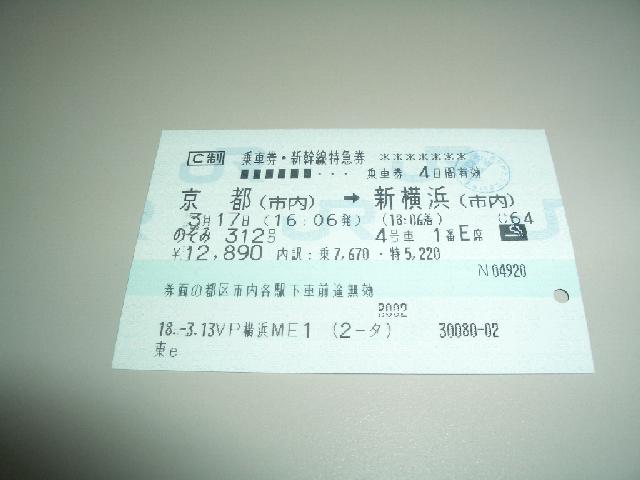 C制 乗車券・新幹線特急券 *******
■■■■■■・・・ 乗車券 4日間有効
京都(市内) → 新横浜(市内)
3月17日(16:06発) (18:06着) C64
のぞみ 312号 4号車 1番E席
¥12,890 内訳:乗7,670・特5,220
N04920
券面の都区市内各駅下車前途無効
2002
18.-3.13VP横浜ME1 (2-タ) 30080-02
東e